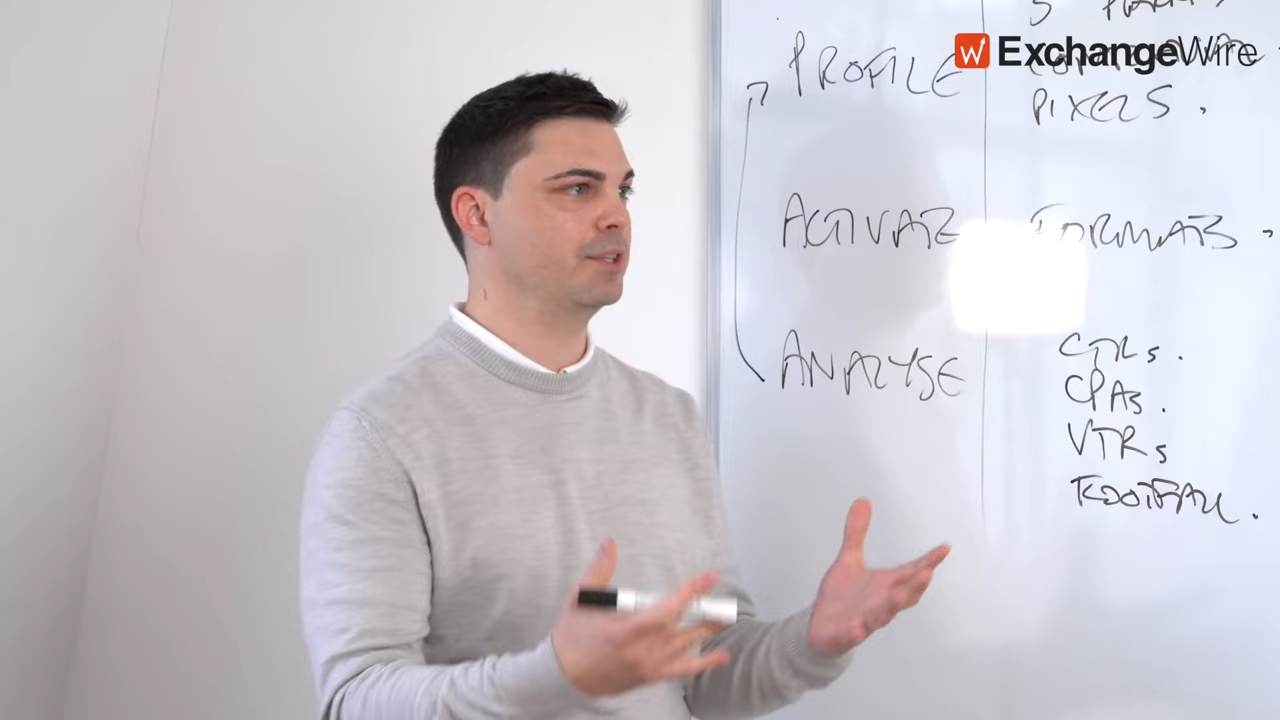 W ExchangeWire
PROFILE
PIXELS.
ACTIVATE
FORMATS.
ANALYSE
CTRs.
CPAs.
VTRs
FOOTFALL.